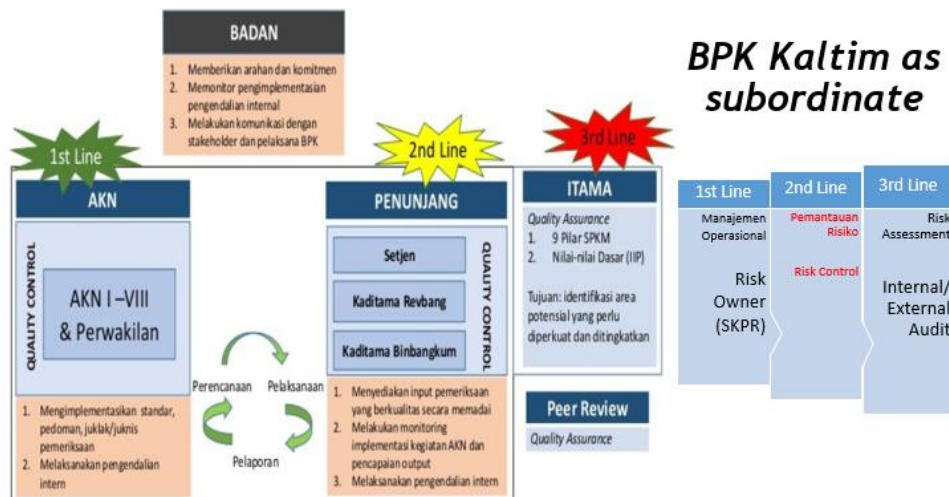 BADAN
1. Memberikan arahan dan komitmen
2. Memonitor pengimplementasian
pengendalian internal
3. Melakukan komunikasi dengan
stakeholder dan pelaksana BPK
1st Line
AKN
QUALITY CONTROL
AKN I –VIII
& Perwakilan
1. Mengimplementasikan standar,
pedoman, juklak/juknis
pemeriksaan
2. Melaksanakan pengendalian
intern
Perencanaan
Pelaksanaan
Pelaporan
2nd Line
PENUNJANG
Setjen
Kaditama Revbang
Kaditama Binbangkum
QUALITY CONTROL
1. Menyediakan input pemeriksaan
yang berkualitas secara memadai
2. Melakukan monitoring
implementasi kegiatan AKN dan
pencapaian output
3. Melaksanakan pengendalian intern
3rd Line
ITAMA
Quality Assurance
1. 9 Pilar SPKM
2. Nilai-nilai Dasar (IIP)
Tujuan: identifikasi area
potensial yang perlu
diperkuat dan ditingkatkan
Peer Review
Quality Assurance
BPK Kaltim as
subordinate
1st Line
Manajemen
Operasional
Risk
Owner
(SKPR)
2nd Line
Pemantauan
Risiko
Risk Control
3rd Line
Risk
Assessment
Internal/
External
Audit